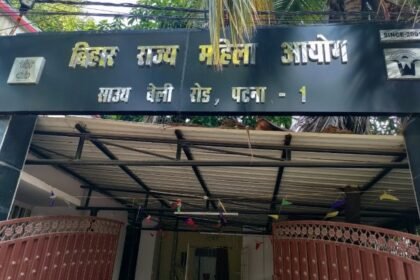 बिहार राज्य महिला आयोग
साउथ बेली रोड, पटना - 1